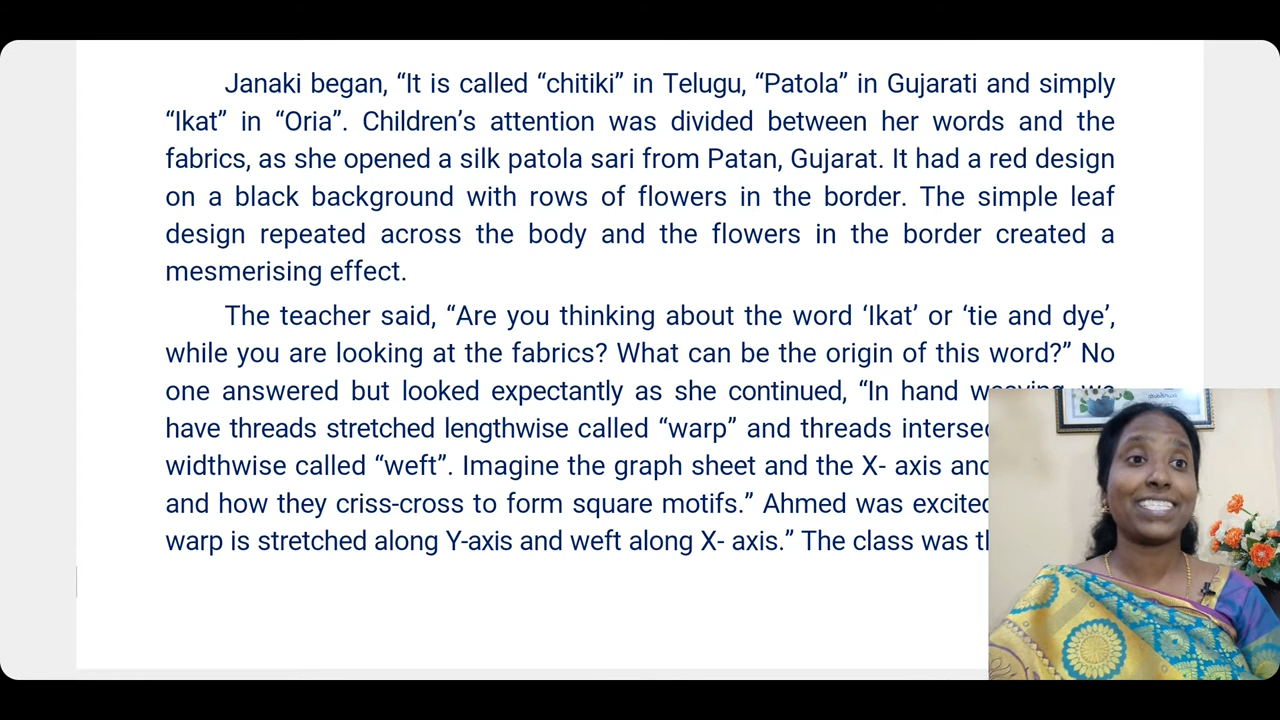 Janaki began, “It is called “chitiki” in Telugu, “Patola” in Gujarati and simply
“Ikat” in “Oria”. Children’s attention was divided between her words and the
fabrics, as she opened a silk patola sari from Patan, Gujarat. It had a red design
on a black background with rows of flowers in the border. The simple leaf
design repeated across the body and the flowers in the border created a
mesmerising effect.
The teacher said, “Are you thinking about the word ‘Ikat’ or ‘tie and dye’,
while you are looking at the fabrics? What can be the origin of this word?” No
one answered but looked expectantly as she continued, “In hand weaving, we
have threads stretched lengthwise called “warp” and threads
widthwise called “weft”. Imagine the graph sheet and the X- axis and
and how they criss-cross to form square motifs.” Ahmed was excited
warp is stretched along Y-axis and weft along X- axis.” The class was